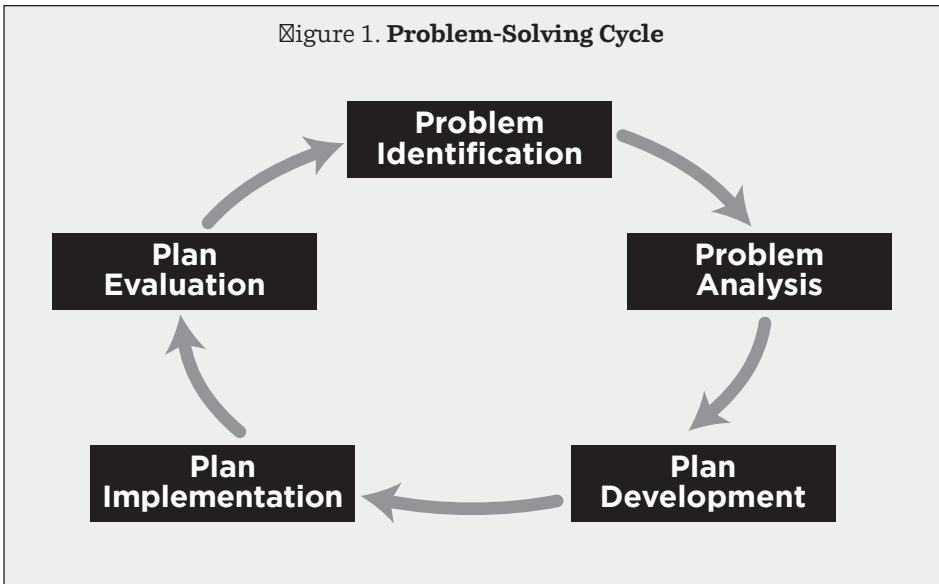 ☒igure 1. Problem-Solving Cycle
Problem
Identification
Problem
Analysis
Plan
Development
Plan
Implementation
Plan
Evaluation